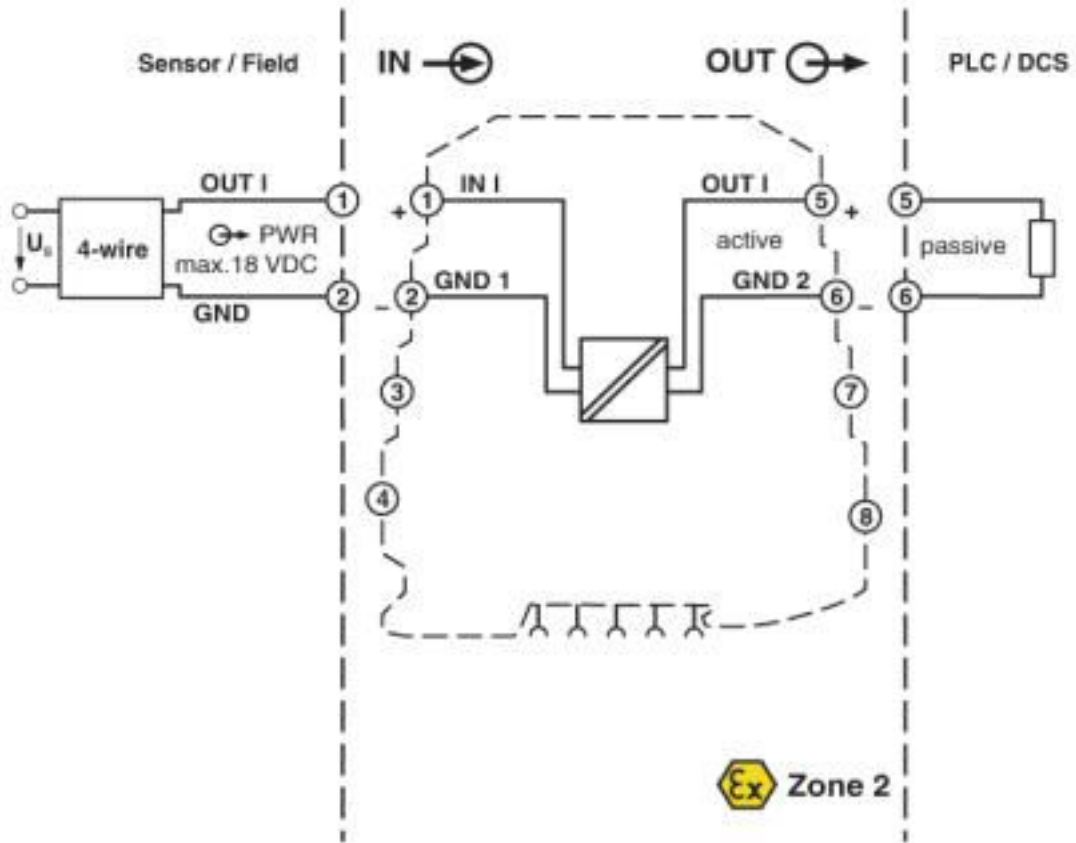 Sensor / Field
IN
OUT
PLC / DCS
OUT I
1
+
1
IN I
OUT I
5
+
5
Us
4-wire
PWR
max.18 VDC
active
passive
GND
2
-
2
GND 1
GND 2
6
-
6
3
7
4
8
Ex Zone 2